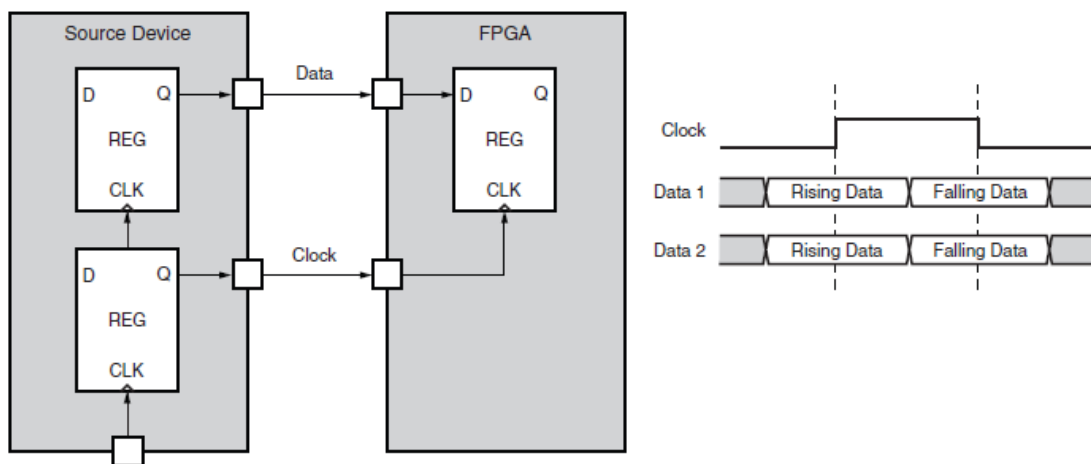 Source Device
D Q
REG
CLK
D Q
REG
CLK
Data
Clock
FPGA
D Q
REG
CLK
Clock
Data 1 Rising Data Falling Data
Data 2 Rising Data Falling Data